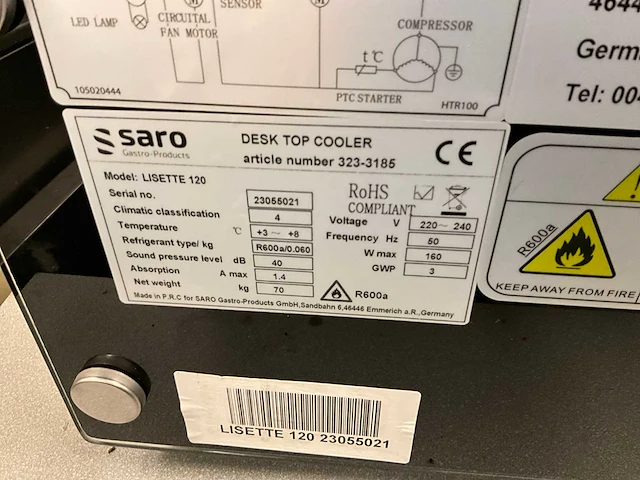 LED LAMP
CIRCUITAL
FAN MOTOR
SENSOR
M
COMPRESSOR
t°C
PTC STARTER
105020444
HTR100
Germ
Tel: 00
saro
Gastro-Products
DESK TOP COOLER
article number 323-3185
CE
Model: LISETTE 120
Serial no. 23055021
Climatic classification 4
Temperature °C +3～ +8
Refrigerant type/ kg R600a/0.060
Sound pressure level dB 40
Absorption A max 1.4
Net weight kg 70
RoHS
COMPLIANT
Voltage V 220～ 240
Frequency Hz 50
W max 160
GWP 3
R600a
Made in P.R.C for SARO Gastro-Products GmbH,Sandbahn 6,46446 Emmerich a.R.,Germany
R600a
KEEP AWAY FROM FIRE
LISETTE 120 23055021